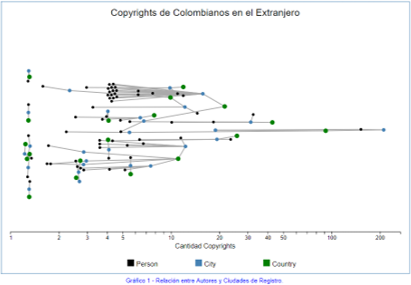 Copyrights de Colombianos en el Extranjero
1 2 3 4 5 10 20 30 40 50 100 200
Cantidad Copyrights
Person City Country
Gráfico 1 - Relación entre Autores y Ciudades de Registro.